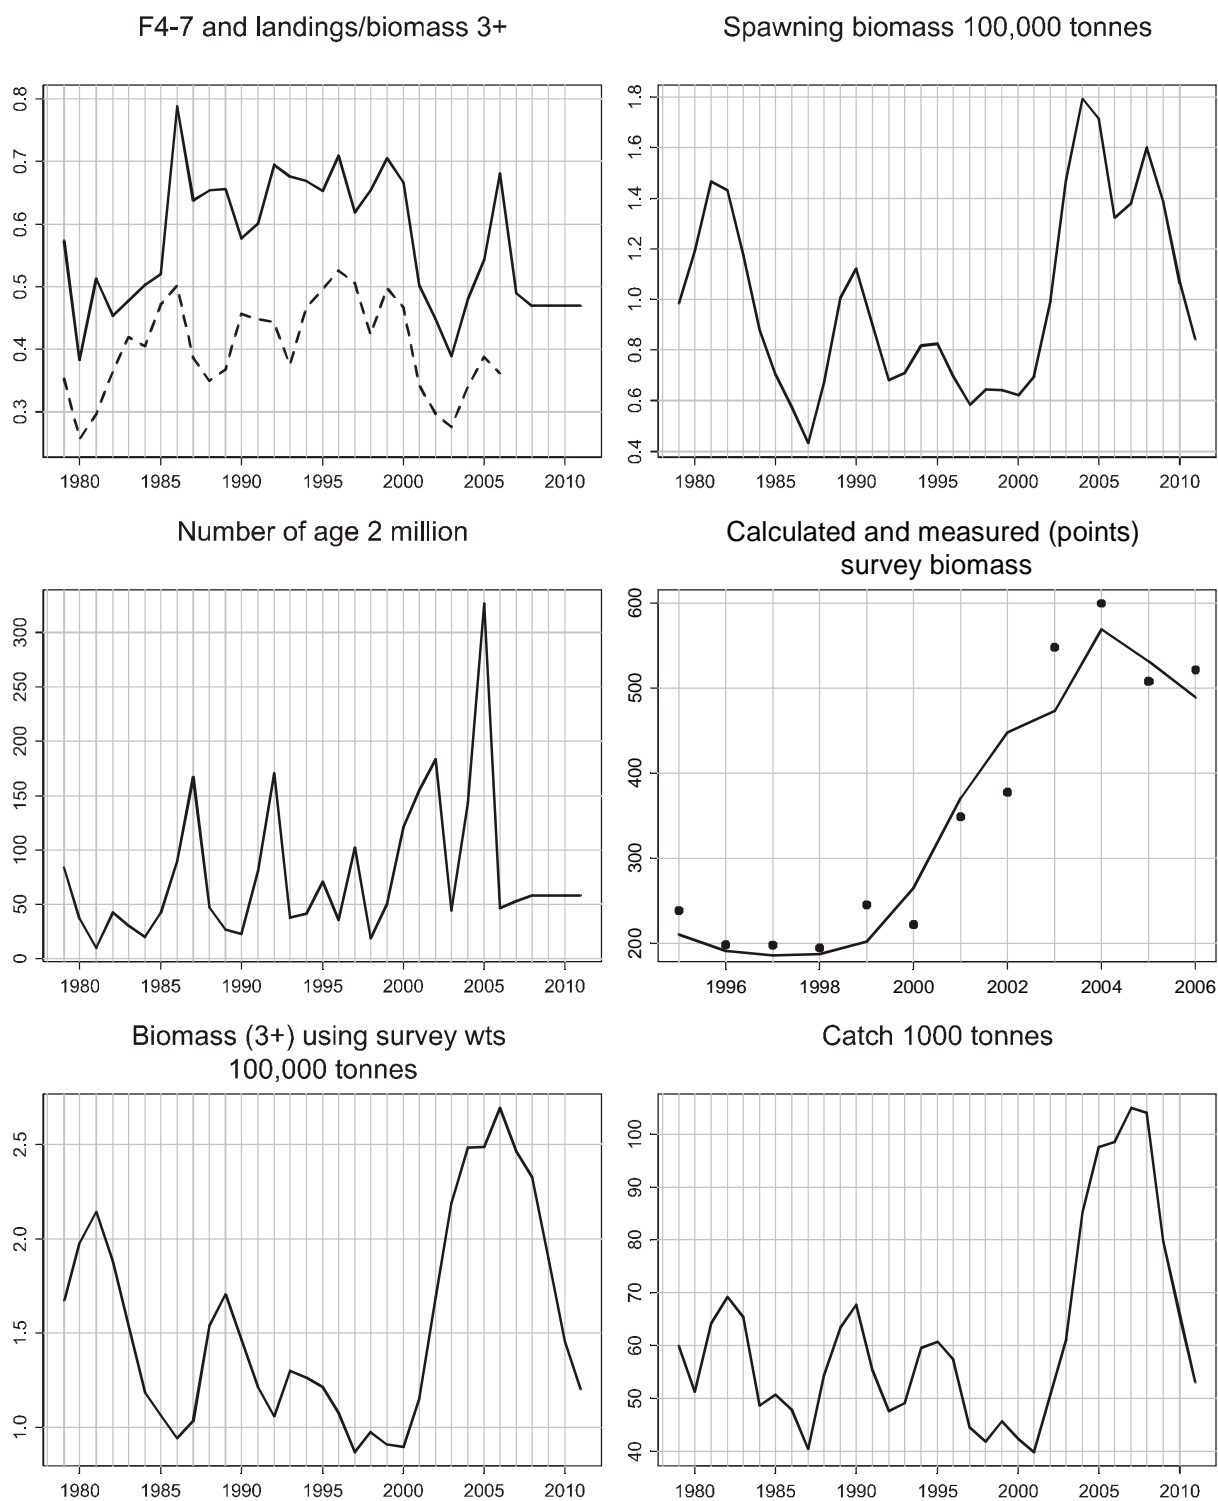 F4-7 and landings/biomass 3+
0.8
0.7
0.6
0.5
0.4
0.3
1980 1985 1990 1995 2000 2005 2010
Spawning biomass 100,000 tonnes
1.8
1.6
1.4
1.2
1.0
0.8
0.6
0.4
1980 1985 1990 1995 2000 2005 2010
Number of age 2 million
300
250
200
150
100
50
0
1980 1985 1990 1995 2000 2005 2010
Calculated and measured (points)
survey biomass
600
500
400
300
200
1996 1998 2000 2002 2004 2006
Biomass (3+) using survey wts
100,000 tonnes
2.5
2.0
1.5
1.0
1980 1985 1990 1995 2000 2005 2010
Catch 1000 tonnes
100
90
80
70
60
50
40
1980 1985 1990 1995 2000 2005 2010